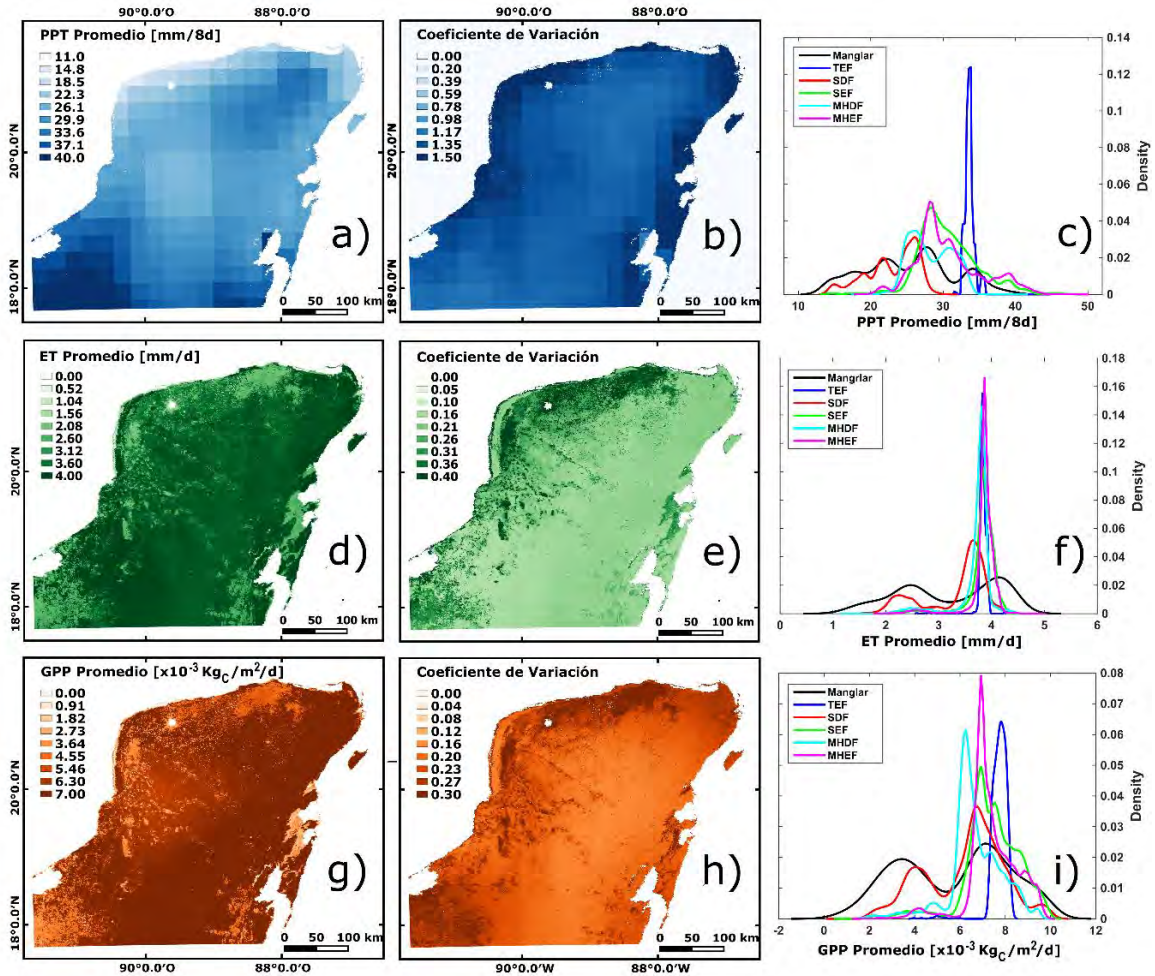 90°0.0'O 88°0.0'O
90°0.0'O 88°0.0'O
PPT Promedio [mm/8d]
11.0
14.8
18.5
22.3
26.1
29.9
33.6
37.1
40.0
20°0.0'N
18°0.0'N
a)
0 50 100 km
Coeficiente de Variación
0.00
0.20
0.39
0.59
0.78
0.98
1.17
1.35
1.50
b)
0 50 100 km
Manglar
TEF
SDF
SEF
MHDF
MHEF
0.14
0.12
0.1
0.08
0.06
0.04
0.02
0
Density
c)
10 20 30 40 50
PPT Promedio [mm/8d]
ET Promedio [mm/d]
0.00
0.52
1.04
1.56
2.08
2.60
3.12
3.60
4.00
20°0.0'N
18°0.0'N
d)
0 50 100 km
Coeficiente de Variación
0.00
0.05
0.10
0.16
0.21
0.26
0.31
0.36
0.40
e)
0 50 100 km
Mangrlar
TEF
SDF
SEF
MHDF
MHEF
0.18
0.16
0.14
0.12
0.1
0.08
0.06
0.04
0.02
0
Density
f)
0 1 2 3 4 5 6
ET Promedio [mm/d]
GPP Promedio [x10-3 KgC/m2/d]
0.00
0.91
1.82
2.73
3.64
4.55
5.46
6.30
7.00
20°0.0'N
18°0.0'N
g)
0 50 100 km
90°0.0'O 88°0.0'O
Coeficiente de Variación
0.00
0.04
0.08
0.12
0.16
0.20
0.23
0.27
0.30
h)
0 50 100 km
90°0.0'W 88°0.0'O
Manglar
TEF
SDF
SEF
MHDF
MHEF
0.08
0.07
0.06
0.05
0.04
0.03
0.02
0.01
0
Density
i)
-2 0 2 4 6 8 10 12
GPP Promedio [x10-3 KgC/m2/d]